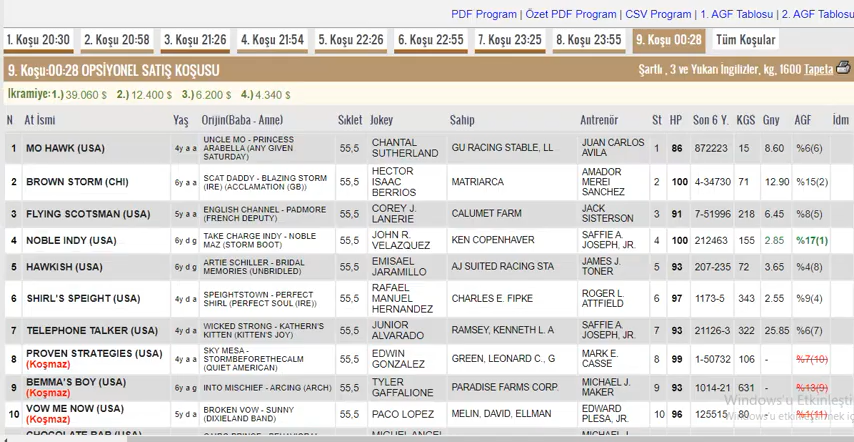 PDF Program | Özet PDF Program | CSV Program | 1. AGF Tablosu | 2. AGF Tablosu
1. Koşu 20:30 2. Koşu 20:58 3. Koşu 21:26 4. Koşu 21:54 5. Koşu 22:26 6. Koşu 22:55 7. Koşu 23:25 8. Koşu 23:55 9. Koşu 00:28 Tüm Koşular
9. Koşu:00:28 OPSİYONEL SATIŞ KOŞUSU Şartlı , 3 ve Yukarı İngilizler, kg, 1600 Tapeta
İkramiye: 1.) 39.060 $ 2.) 12.400 $ 3.) 6.200 $ 4.) 4.340 $
N At İsmi Yaş Orijin(Baba - Anne) Sıklet Jokey Sahip Antrenör St HP Son 6 Y. KGS Gny AGF İdm
1 MO HAWK (USA) 4y a a UNCLE MO - PRINCESS ARABELLA (ANY GIVEN SATURDAY) 55,5 CHANTAL SUTHERLAND GU RACING STABLE, LL JUAN CARLOS AVILA 1 86 872223 15 8.60 %6(6)
2 BROWN STORM (CHI) 6y a a SCAT DADDY - BLAZING STORM (IRE) (ACCLAMATION (GB)) 55,5 HECTOR ISAAC BERRIOS MATRIARCA AMADOR MEREI SANCHEZ 2 100 4-34730 71 12.90 %15(2)
3 FLYING SCOTSMAN (USA) 5y a a ENGLISH CHANNEL - PADMORE (FRENCH DEPUTY) 55,5 COREY J. LANERIE CALUMET FARM JACK SISTERSON 3 91 7-51996 218 6.45 %8(5)
4 NOBLE INDY (USA) 6y d g TAKE CHARGE INDY - NOBLE MAZ (STORM BOOT) 55,5 JOHN R. VELAZQUEZ KEN COPENHAVER SAFFIE A. JOSEPH, JR. 4 100 212463 155 2.85 %17(1)
5 HAWKISH (USA) 6y d g ARTIE SCHILLER - BRIDAL MEMORIES (UNBRIDLED) 55,5 EMISAEL JARAMILLO AJ SUITED RACING STA JAMES J. TONER 5 93 207-235 72 3.65 %4(8)
6 SHIRL'S SPEIGHT (USA) 4y d a SPEIGHTSTOWN - PERFECT SHIRL (PERFECT SOUL (IRE)) 55,5 RAFAEL MANUEL HERNANDEZ CHARLES E. FIPKE ROGER L. ATTFIELD 6 97 1173-5 343 2.55 %9(4)
7 TELEPHONE TALKER (USA) 4y d a WICKED STRONG - KATHERN'S KITTEN (KITTEN'S JOY) 55,5 JUNIOR ALVARADO RAMSEY, KENNETH L. A SAFFIE A. JOSEPH, JR. 7 93 21126-3 322 25.85 %6(7)
8 PROVEN STRATEGIES (USA) (Koşmaz) 4y a a SKY MESA - STORMBEFORETHECALM (QUIET AMERICAN) 55,5 EDWIN GONZALEZ GREEN, LEONARD C., G MARK E. CASSE 8 99 1-50732 106 - %7(10)
9 BEMMA'S BOY (USA) (Koşmaz) 6y a g INTO MISCHIEF - ARCING (ARCH) 55,5 TYLER GAFFALIONE PARADISE FARMS CORP. MICHAEL J. MAKER 9 93 1014-21 631 - %13(9)
10 VOW ME NOW (USA) (Koşmaz) 5y d a BROKEN VOW - SUNNY (DIXIELAND BAND) 55,5 PACO LOPEZ MELIN, DAVID, ELLMAN EDWARD PLESA, JR. 10 96 125515 80 - %1(11)
Windows'u Etkinleştir
Windows'u etkinleştirmek iç